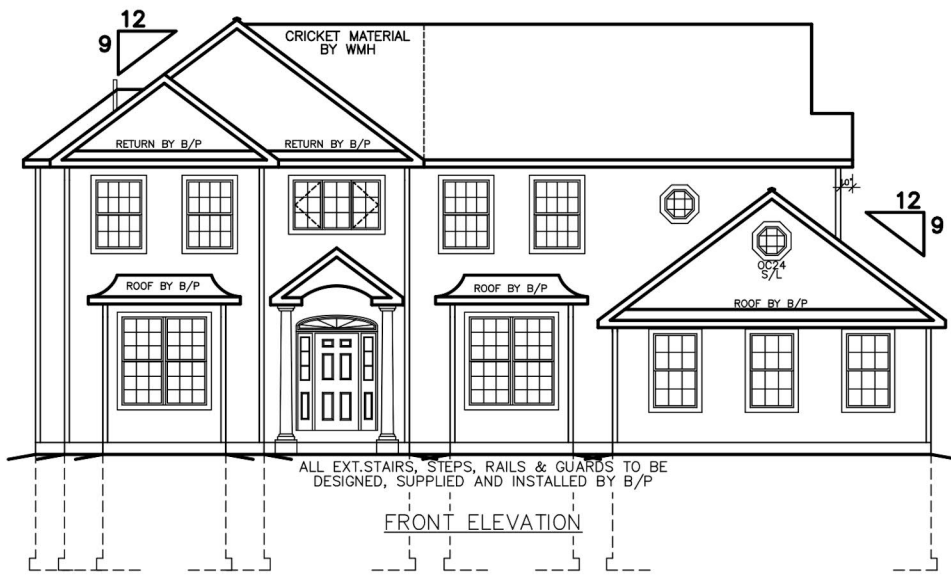 12
9
CRICKET MATERIAL
BY WMH
RETURN BY B/P
RETURN BY B/P
10"
12
9
OC24
S/L
ROOF BY B/P
ROOF BY B/P
ROOF BY B/P
ALL EXT.STAIRS, STEPS, RAILS & GUARDS TO BE
DESIGNED, SUPPLIED AND INSTALLED BY B/P
FRONT ELEVATION